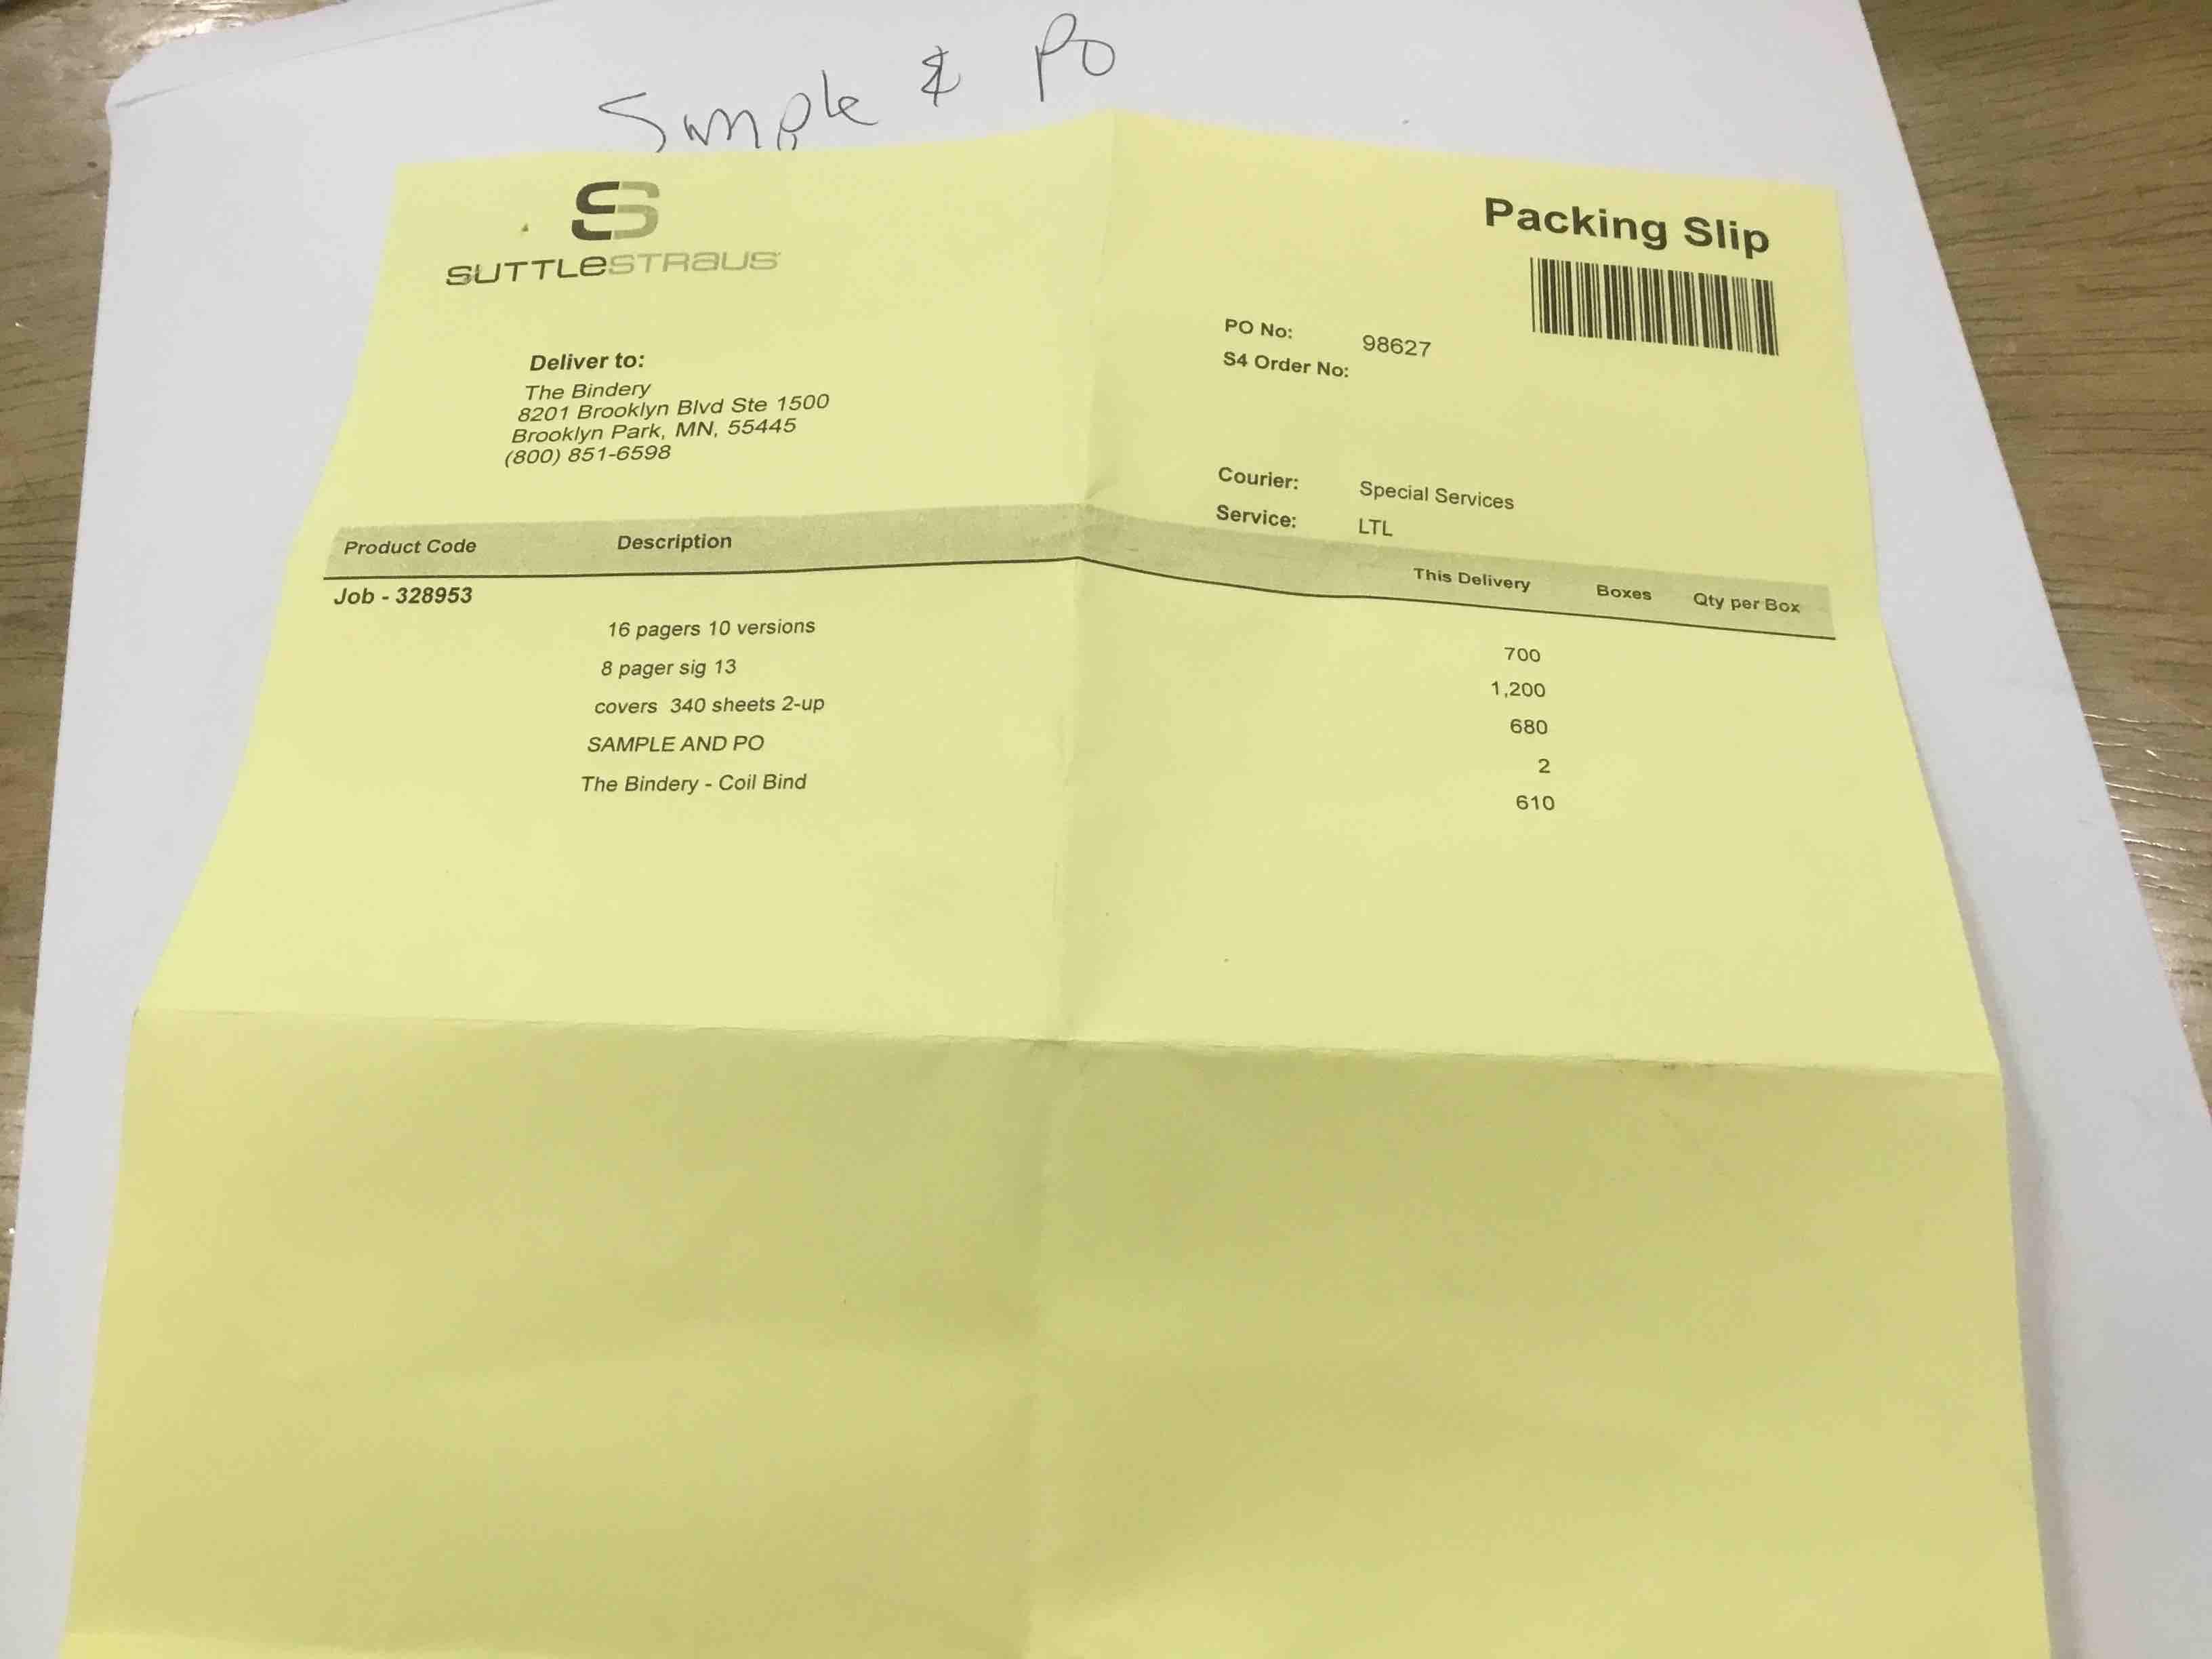 Sample & PO
SUTTLESTRAUS
Packing Slip
PO No: 98627
S4 Order No:
Deliver to:
The Bindery
8201 Brooklyn Blvd Ste 1500
Brooklyn Park, MN, 55445
(800) 851-6598
Courier: Special Services
Service: LTL
Product Code Description This Delivery Boxes Qty per Box
Job - 328953
16 pagers 10 versions 700
8 pager sig 13 1,200
covers 340 sheets 2-up 680
SAMPLE AND PO 2
The Bindery - Coil Bind 610